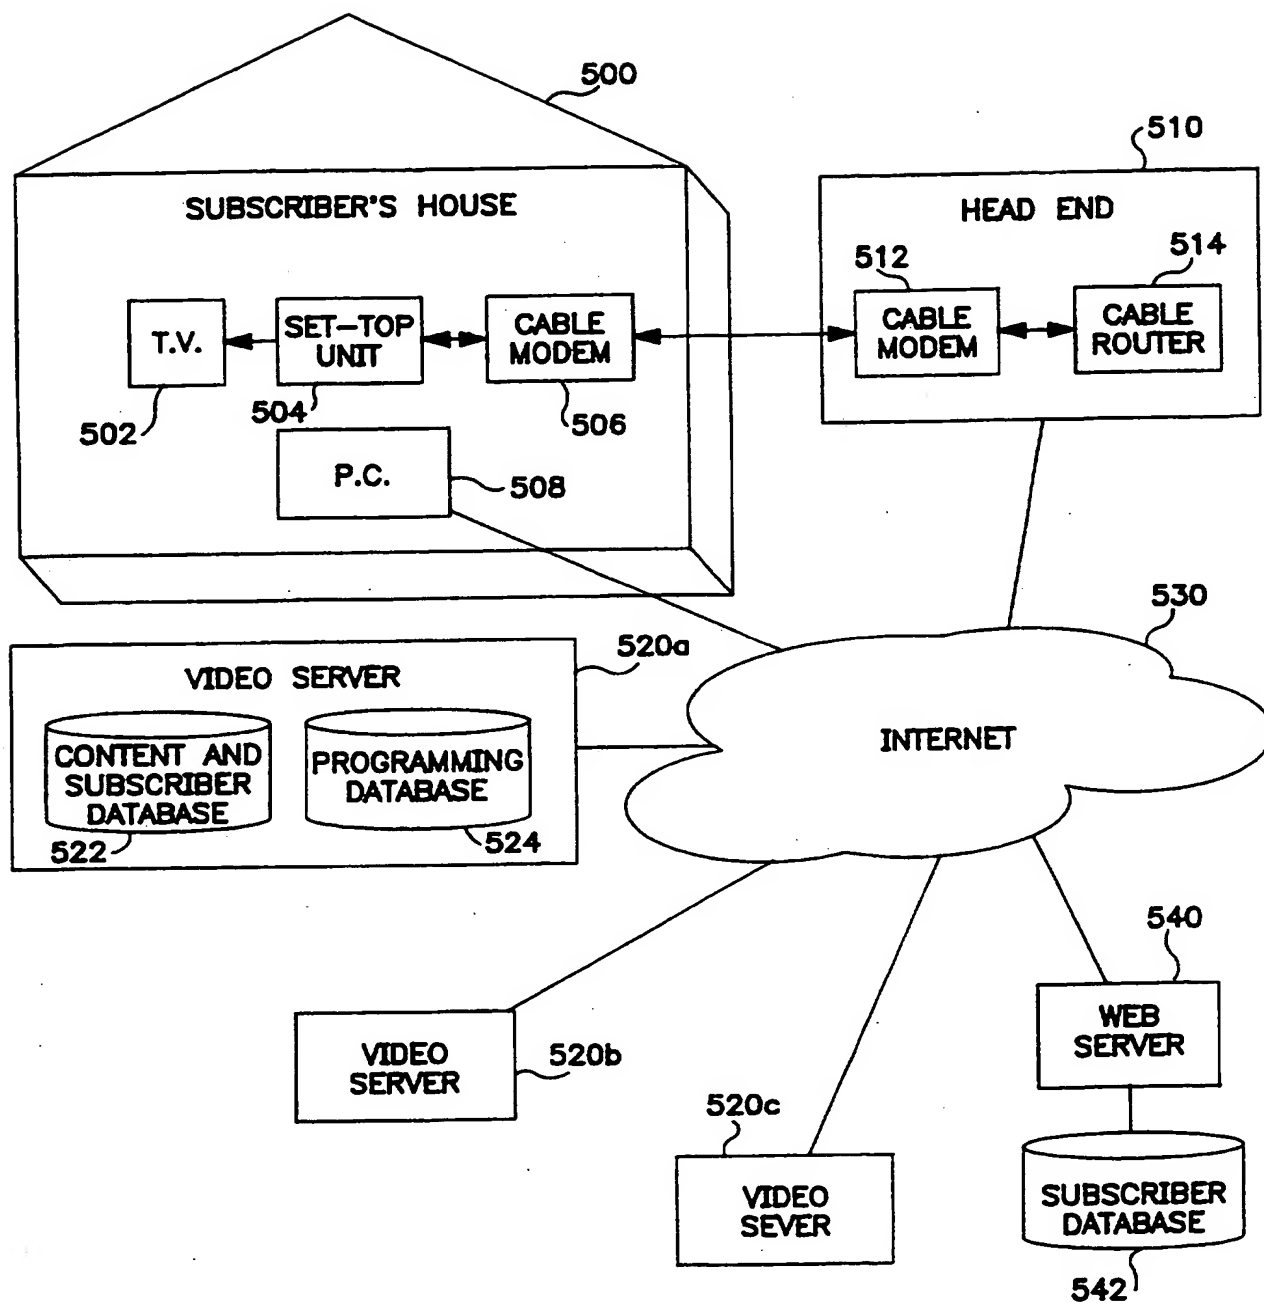 500
510
SUBSCRIBER'S HOUSE
HEAD END
512
514
T.V.
SET-TOP
UNIT
CABLE
MODEM
CABLE
MODEM
CABLE
ROUTER
502
504
506
P.C.
508
530
520a
VIDEO SERVER
CONTENT AND
SUBSCRIBER
DATABASE
PROGRAMMING
DATABASE
522
524
INTERNET
540
VIDEO
SERVER
520b
WEB
SERVER
520c
VIDEO
SEVER
SUBSCRIBER
DATABASE
542